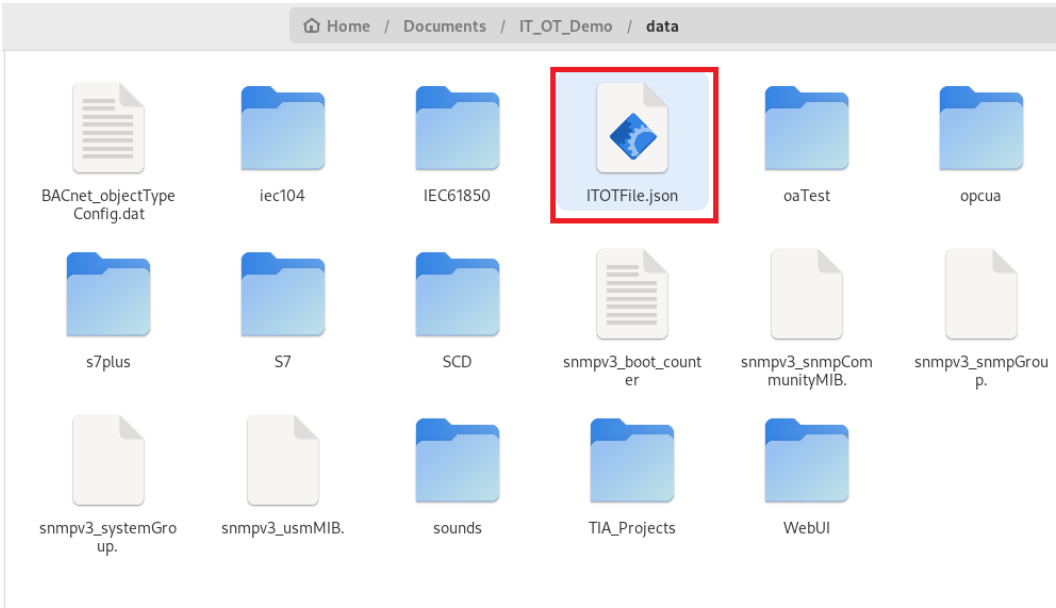 Home / Documents / IT_OT_Demo / data
BACnet_objectType
Config.dat
iec104
IEC61850
ITOTFile.json
oaTest
opcua
s7plus
S7
SCD
snmpv3_boot_count
er
snmpv3_snmpCom
munityMIB.
snmpv3_snmpGrou
p.
snmpv3_systemGro
up.
snmpv3_usmMIB.
sounds
TIA_Projects
WebUI